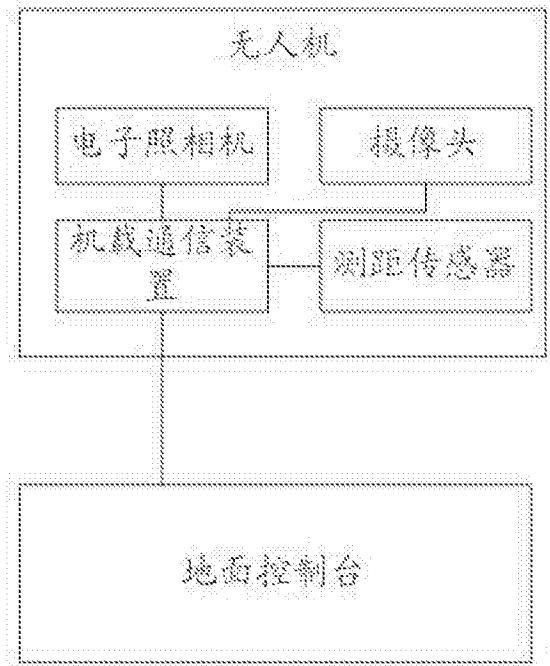 无人机
电子照相机
摄像头
机载通信装
置
测距传感器
地面控制台